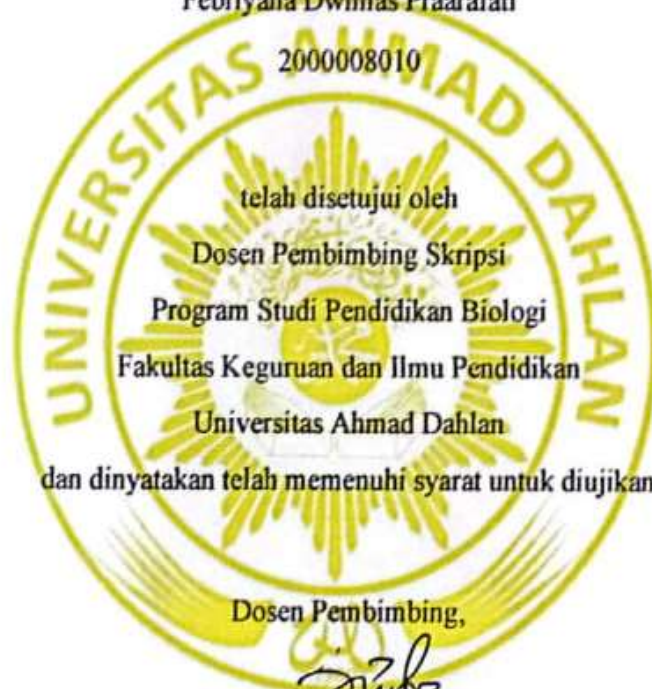 2000008010
UNIVERSITAS AHMAD DAHLAN
telah disetujui oleh
Dosen Pembimbing Skripsi
Program Studi Pendidikan Biologi
Fakultas Keguruan dan Ilmu Pendidikan
Universitas Ahmad Dahlan
dan dinyatakan telah memenuhi syarat untuk diujikan
Dosen Pembimbing,